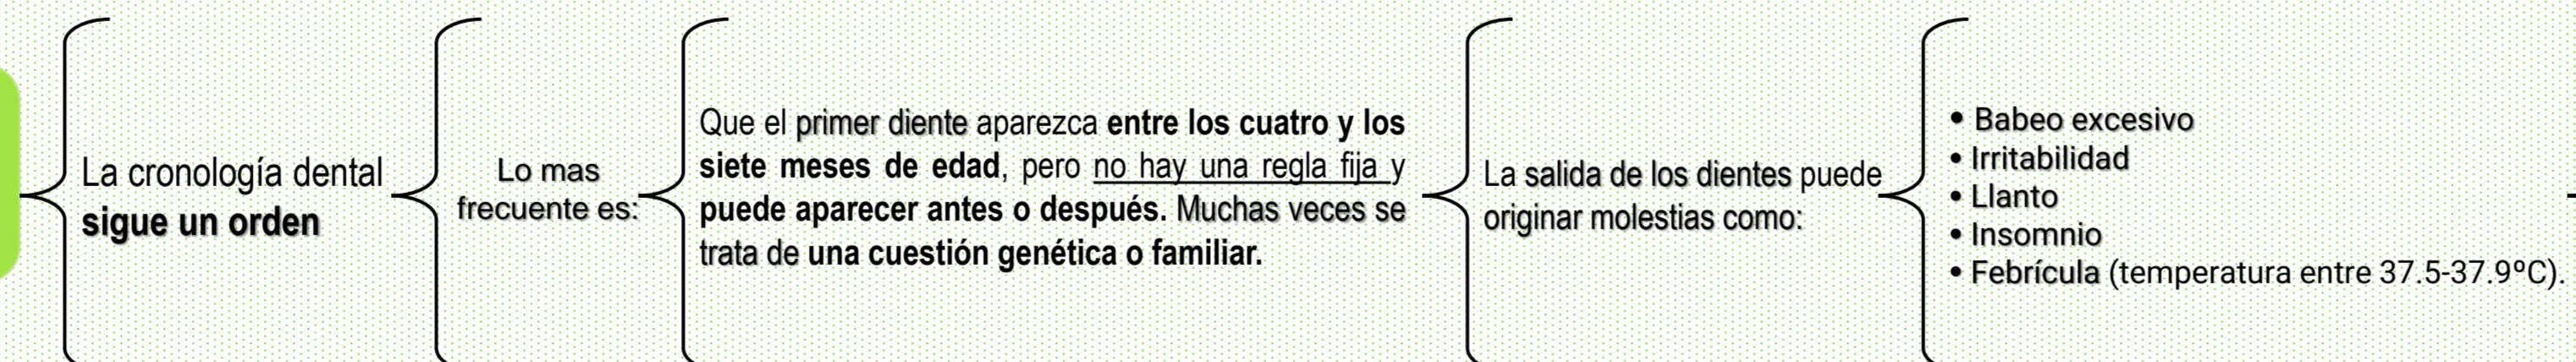 La cronología dental
sigue un orden
Lo mas
frecuente es:
Que el primer diente aparezca entre los cuatro y los
siete meses de edad, pero no hay una regla fija y
puede aparecer antes o después. Muchas veces se
trata de una cuestión genética o familiar.
La salida de los dientes puede
originar molestias como:
• Babeo excesivo
• Irritabilidad
• Llanto
• Insomnio
• Febrícula (temperatura entre 37.5-37.9ºC).